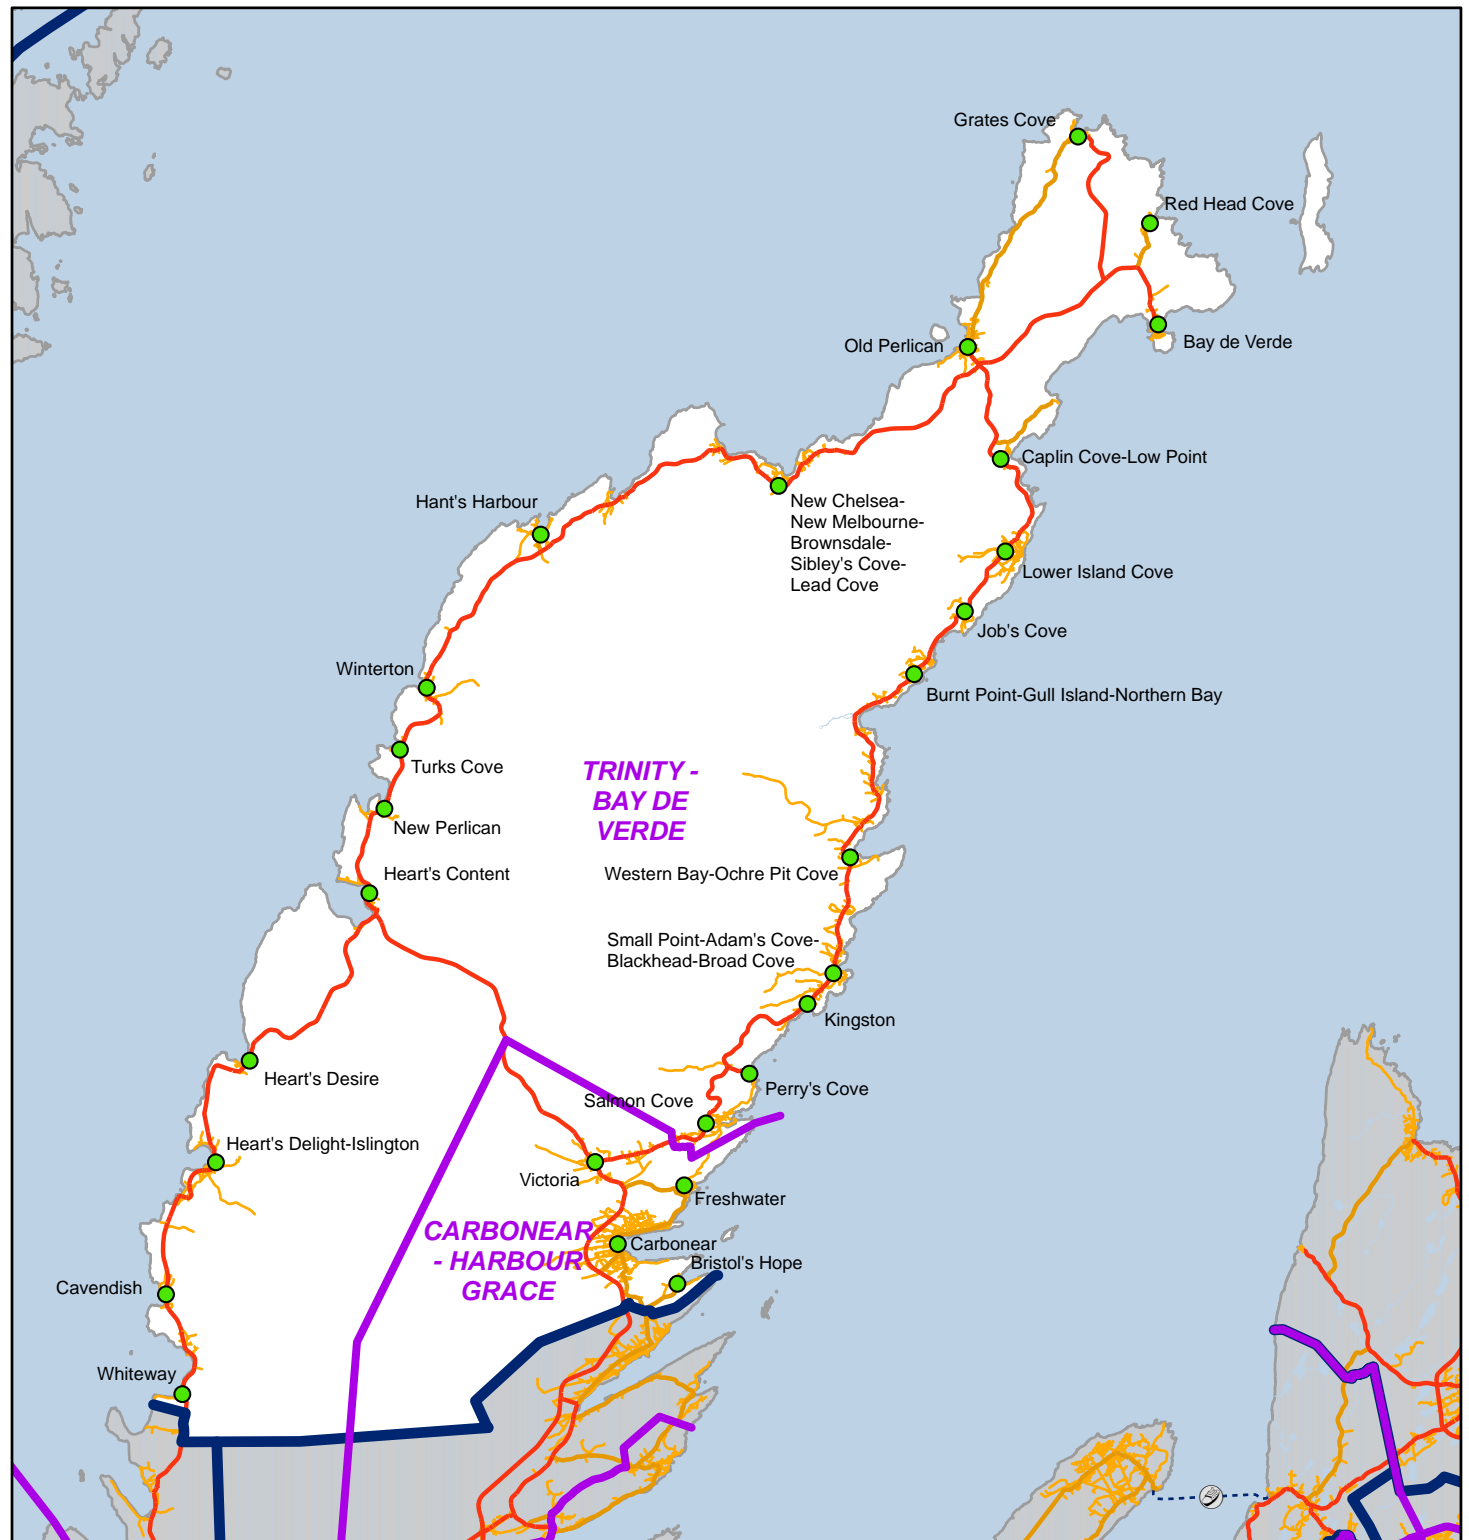 Grates Cove
Red Head Cove
Bay de Verde
Old Perlican
Caplin Cove-Low Point
Hant's Harbour
New Chelsea-
New Melbourne-
Brownsdale-
Sibley's Cove-
Lead Cove
Lower Island Cove
Job's Cove
Winterton
Burnt Point-Gull Island-Northern Bay
Turks Cove
TRINITY -
BAY DE
VERDE
New Perlican
Heart's Content
Western Bay-Ochre Pit Cove
Small Point-Adam's Cove-
Blackhead-Broad Cove
Kingston
Heart's Desire
Perry's Cove
Salmon Cove
Heart's Delight-Islington
Victoria
Freshwater
CARBONEAR
- HARBOUR
GRACE
Carbonear
Bristol's Hope
Cavendish
Whiteway